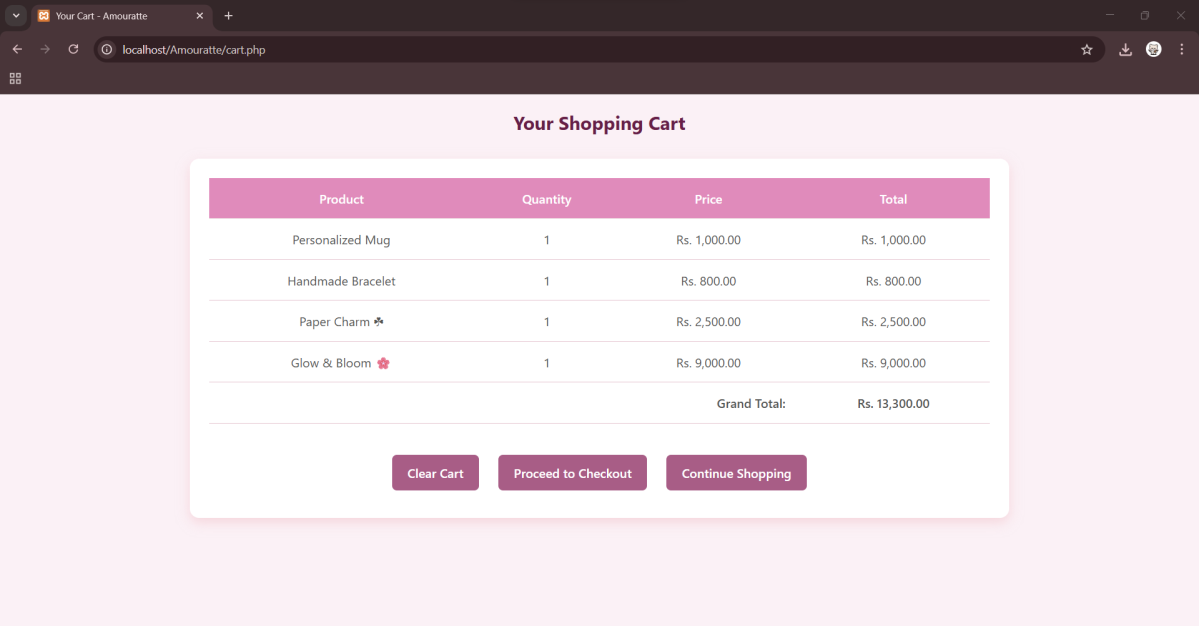 Your Cart - Amouratte
localhost/Amouratte/cart.php
Your Shopping Cart
Product Quantity Price Total
Personalized Mug 1 Rs. 1,000.00 Rs. 1,000.00
Handmade Bracelet 1 Rs. 800.00 Rs. 800.00
Paper Charm ☘ 1 Rs. 2,500.00 Rs. 2,500.00
Glow & Bloom 🌸 1 Rs. 9,000.00 Rs. 9,000.00
Grand Total: Rs. 13,300.00
Clear Cart Proceed to Checkout Continue Shopping